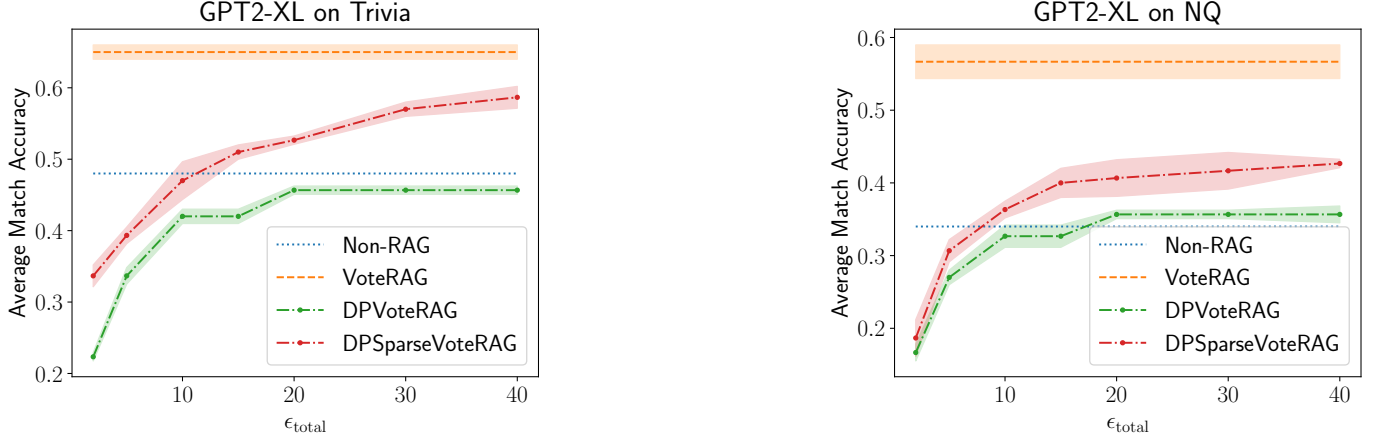 GPT2-XL on Trivia
Average Match Accuracy
0.6
0.5
0.4
0.3
0.2
Non-RAG
VoteRAG
DPVoteRAG
DPSparseVoteRAG
10 20 30 40
ϵtotal
GPT2-XL on NQ
Average Match Accuracy
0.6
0.5
0.4
0.3
0.2
Non-RAG
VoteRAG
DPVoteRAG
DPSparseVoteRAG
10 20 30 40
ϵtotal